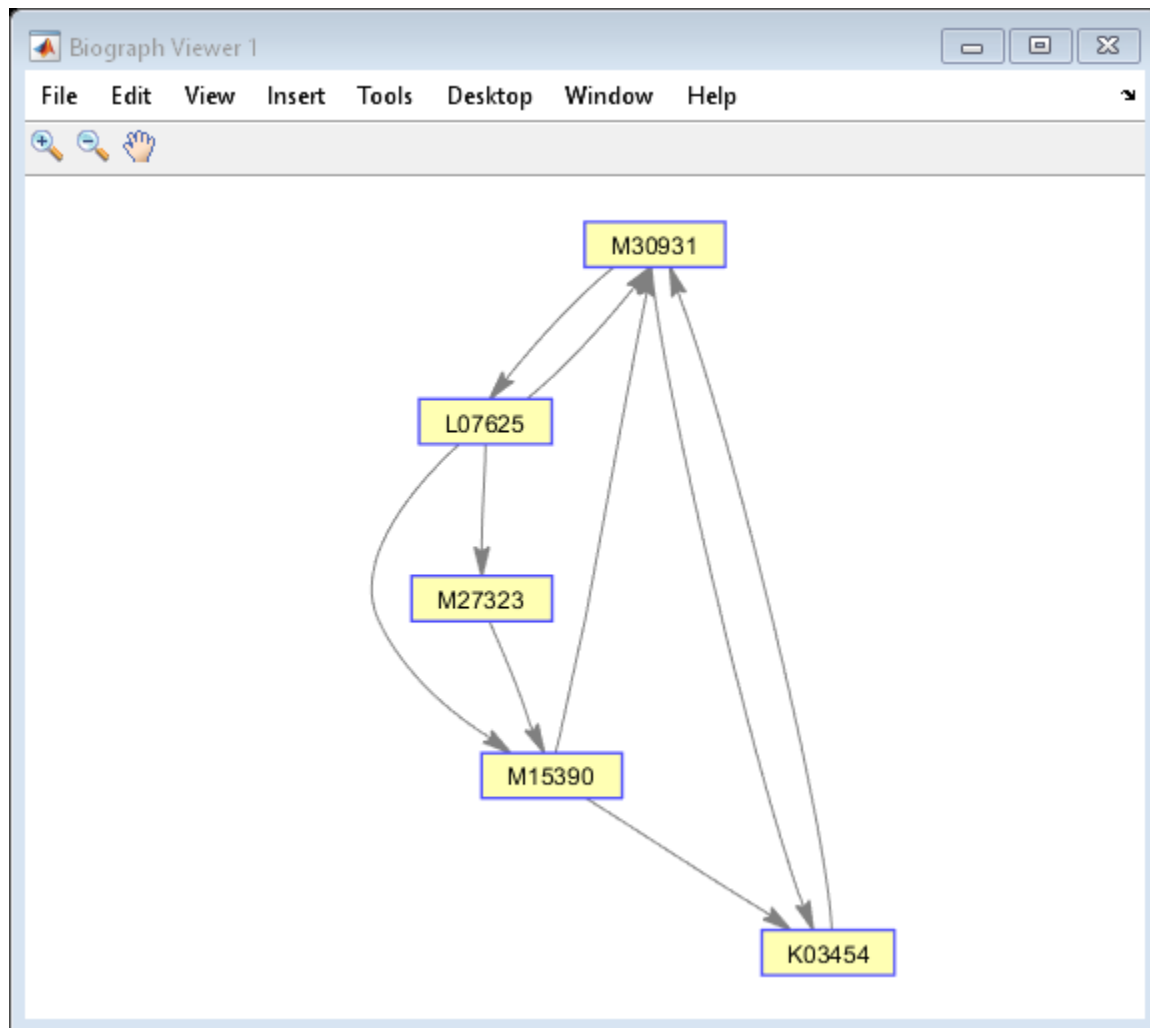 Biograph Viewer 1
File Edit View Insert Tools Desktop Window Help
M30931
L07625
M27323
M15390
K03454